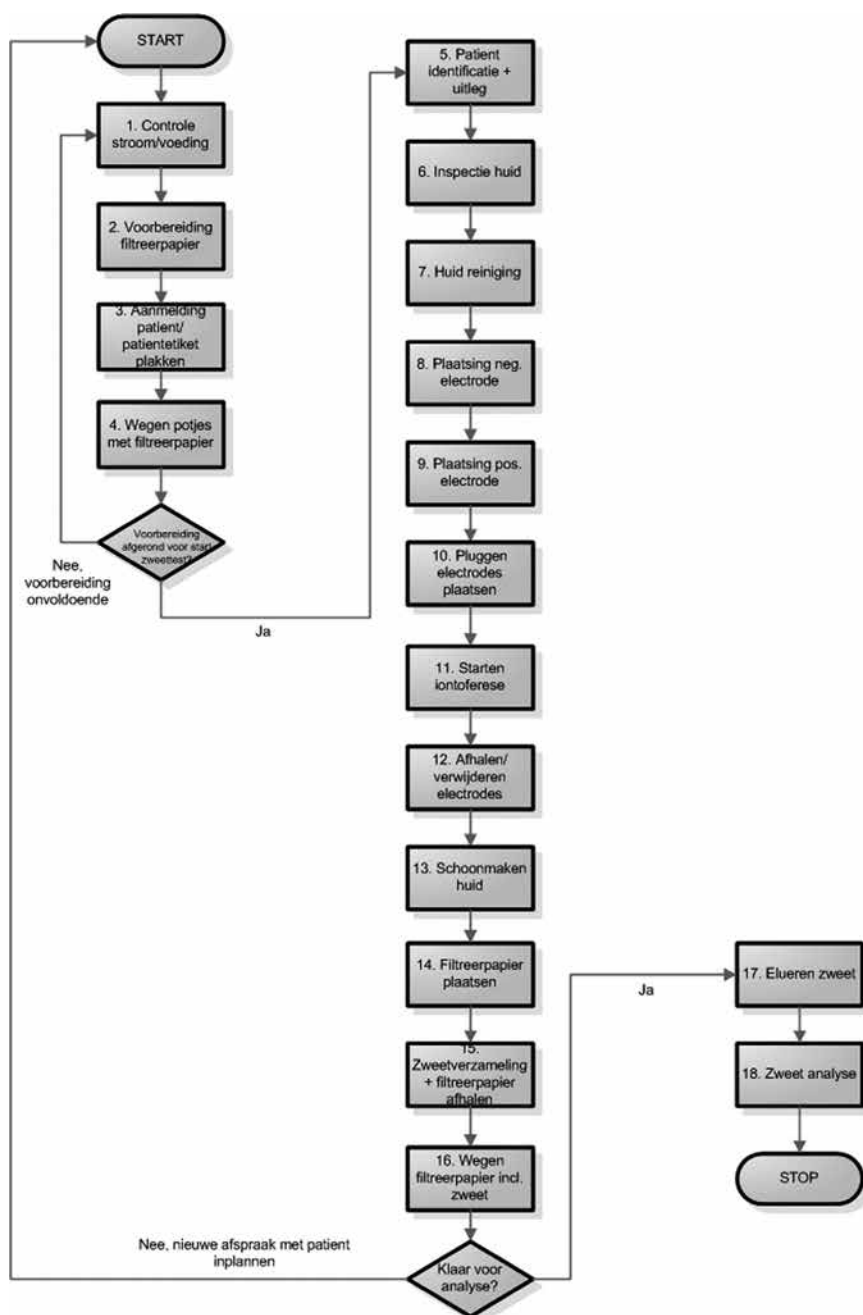 START
1. Controle
stroom/voeding
2. Voorbereiding
filtreerpapier
3. Aanmelding
patient/
patientetiket
plakken
4. Wegen potjes
met filtreerpapier
Voorbereiding
afgerond voor start
zweettest?
Nee,
voorbereiding
onvoldoende
Ja
5. Patient
identificatie +
uitleg
6. Inspectie huid
7. Huid reiniging
8. Plaatsing neg.
electrode
9. Plaatsing pos.
electrode
10. Pluggen
electrodes
plaatsen
11. Starten
iontoferese
12. Afhalen/
verwijderen
electrodes
13. Schoonmaken
huid
14. Filtreerpapier
plaatsen
15.
Zweetverzameling
+ filtreerpapier
afhalen
16. Wegen
filtreerpapier incl.
zweet
Klaar voor
analyse?
Nee, nieuwe afspraak met patient
inplannen
Ja
17. Elueren zweet
18. Zweet analyse
STOP